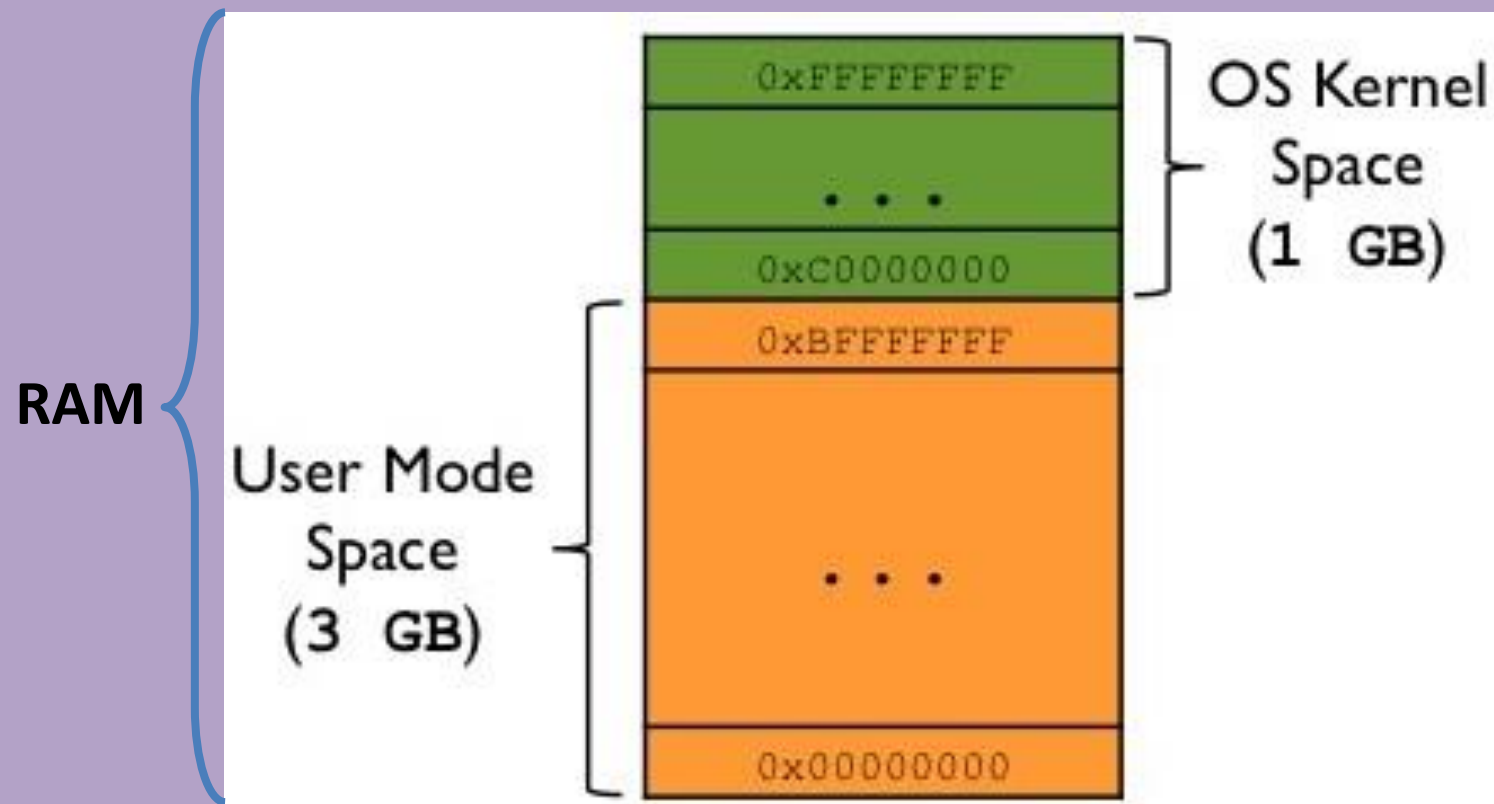 0xFFFFFFFF
OS Kernel
Space
(1 GB)
. . .
0xC0000000
0xBFFFFFFF
RAM
User Mode
Space
(3 GB)
. . .
0x00000000